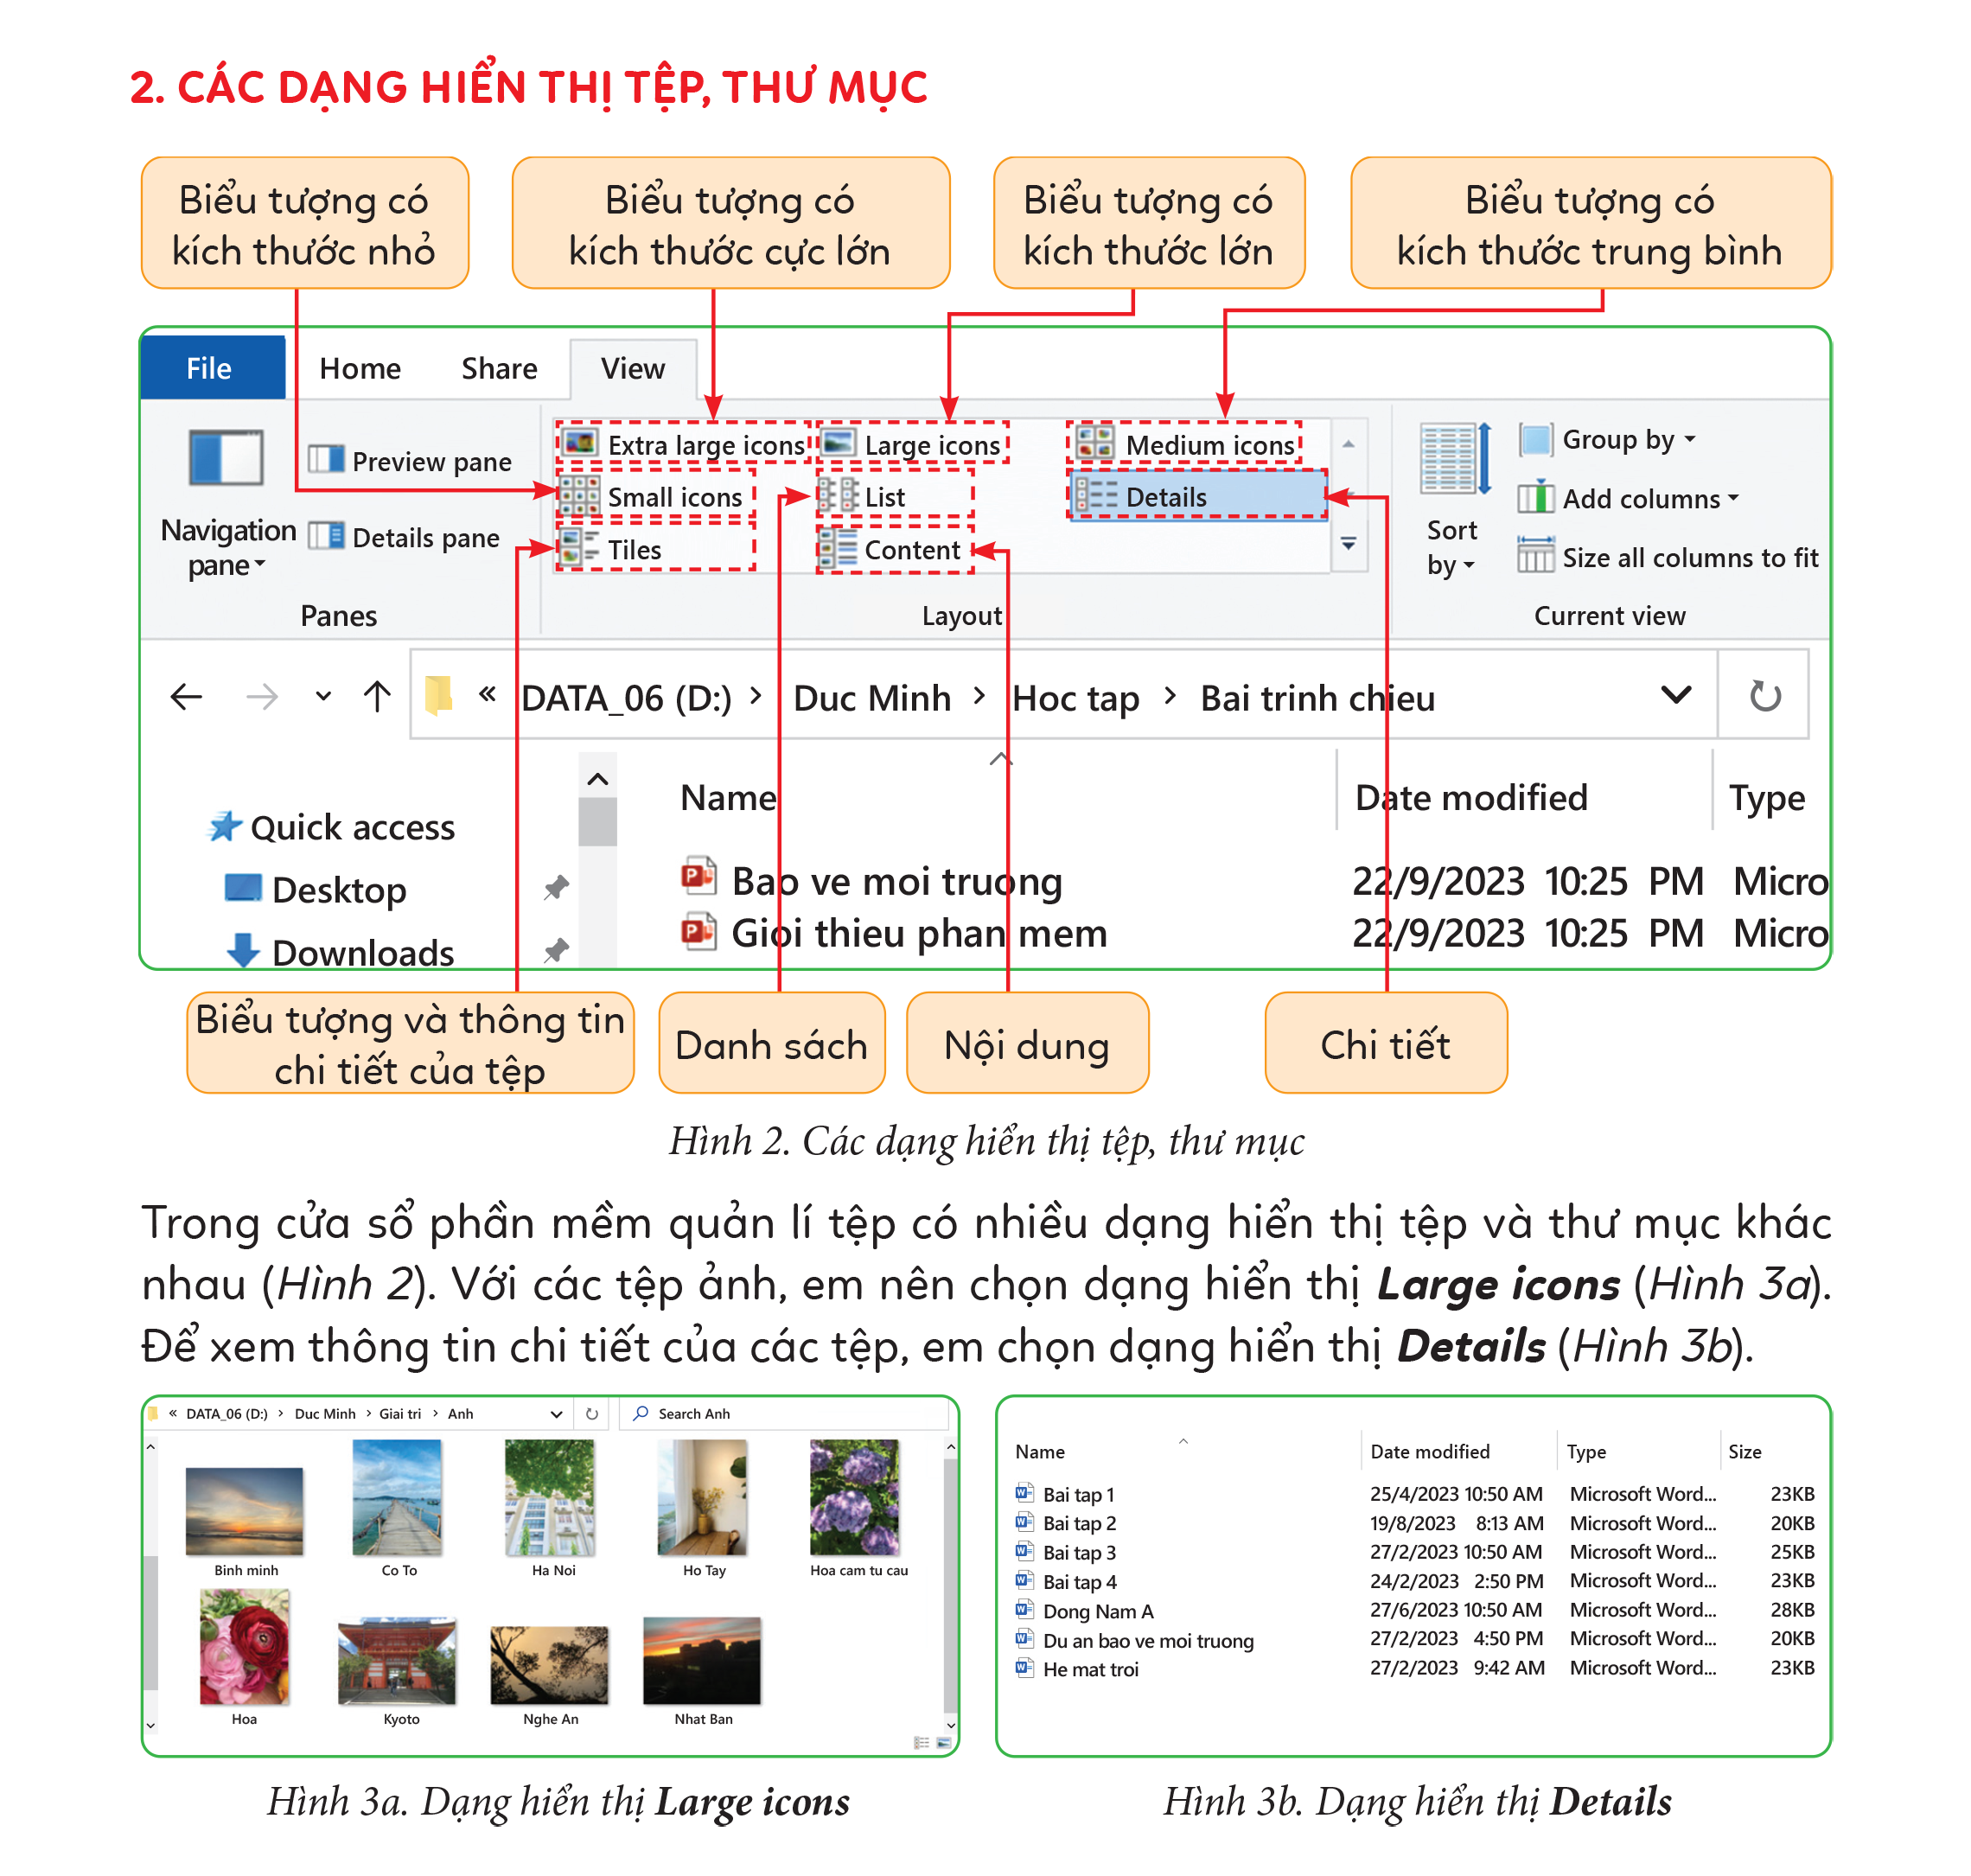 2. CÁC DẠNG HIỂN THỊ TỆP, THƯ MỤC
Biểu tượng có
kích thước nhỏ
Biểu tượng có
kích thước cực lớn
Biểu tượng có
kích thước lớn
Biểu tượng có
kích thước trung bình
File Home Share View
Navigation
pane
Preview pane
Details pane
Panes
Extra large icons Large icons Medium icons
Small icons List Details
Tiles Content
Layout
Sort
by
Group by
Add columns
Size all columns to fit
Current view
« DATA_06 (D:) > Duc Minh > Hoc tap > Bai trinh chieu
Quick access
Desktop
Downloads
Name Date modified Type
Bao ve moi truong 22/9/2023 10:25 PM Micro
Gioi thieu phan mem 22/9/2023 10:25 PM Micro
Biểu tượng và thông tin
chi tiết của tệp
Danh sách
Nội dung
Chi tiết
Hình 2. Các dạng hiển thị tệp, thư mục
Trong cửa sổ phần mềm quản lí tệp có nhiều dạng hiển thị tệp và thư mục khác
nhau (Hình 2). Với các tệp ảnh, em nên chọn dạng hiển thị Large icons (Hình 3a).
Để xem thông tin chi tiết của các tệp, em chọn dạng hiển thị Details (Hình 3b).
« DATA_06 (D:) > Duc Minh > Giai tri > Anh Search Anh
Binh minh Co To Ha Noi Ho Tay Hoa cam tu cau
Hoa Kyoto Nghe An Nhat Ban
Hình 3a. Dạng hiển thị Large icons
Name Date modified Type Size
Bai tap 1 25/4/2023 10:50 AM Microsoft Word... 23KB
Bai tap 2 19/8/2023 8:13 AM Microsoft Word... 20KB
Bai tap 3 27/2/2023 10:50 AM Microsoft Word... 25KB
Bai tap 4 24/2/2023 2:50 PM Microsoft Word... 23KB
Dong Nam A 27/6/2023 10:50 AM Microsoft Word... 28KB
Du an bao ve moi truong 27/2/2023 4:50 PM Microsoft Word... 20KB
He mat troi 27/2/2023 9:42 AM Microsoft Word... 23KB
Hình 3b. Dạng hiển thị Details